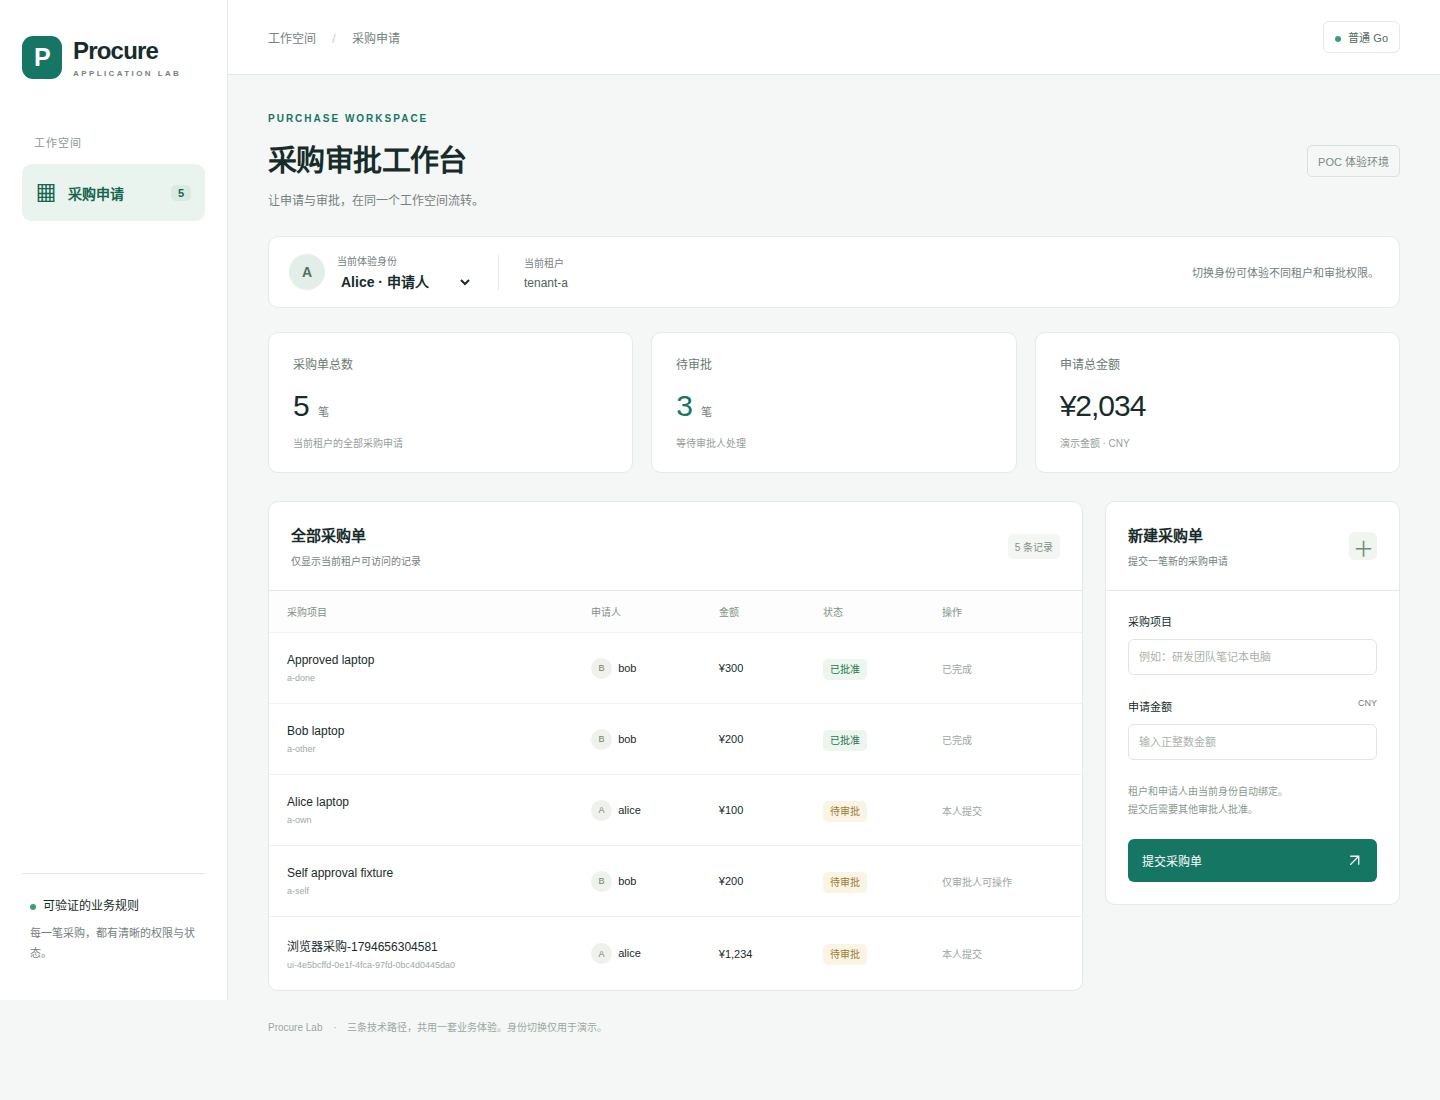 P
Procure
APPLICATION LAB
工作空间
采购申请 5
可验证的业务规则
每一笔采购，都有清晰的权限与状
态。
工作空间 / 采购申请
普通 Go
PURCHASE WORKSPACE
采购审批工作台
让申请与审批，在同一个工作空间流转。
POC 体验环境
A
当前体验身份
Alice · 申请人
当前租户
tenant-a
切换身份可体验不同租户和审批权限。
采购单总数
5 笔
当前租户的全部采购申请
待审批
3 笔
等待审批人处理
申请总金额
¥2,034
演示金额 · CNY
全部采购单
仅显示当前租户可访问的记录
5 条记录
采购项目 申请人 金额 状态 操作
Approved laptop
a-done
B bob ¥300 已批准 已完成
Bob laptop
a-other
B bob ¥200 已批准 已完成
Alice laptop
a-own
A alice ¥100 待审批 本人提交
Self approval fixture
a-self
B bob ¥200 待审批 仅审批人可操作
浏览器采购-1794656304581
ui-4e5bcffd-0e1f-4fca-97fd-0bc4d0445da0
A alice ¥1,234 待审批 本人提交
新建采购单
提交一笔新的采购申请
采购项目
例如：研发团队笔记本电脑
申请金额 CNY
输入正整数金额
租户和申请人由当前身份自动绑定。
提交后需要其他审批人批准。
提交采购单
Procure Lab · 三条技术路径，共用一套业务体验。身份切换仅用于演示。